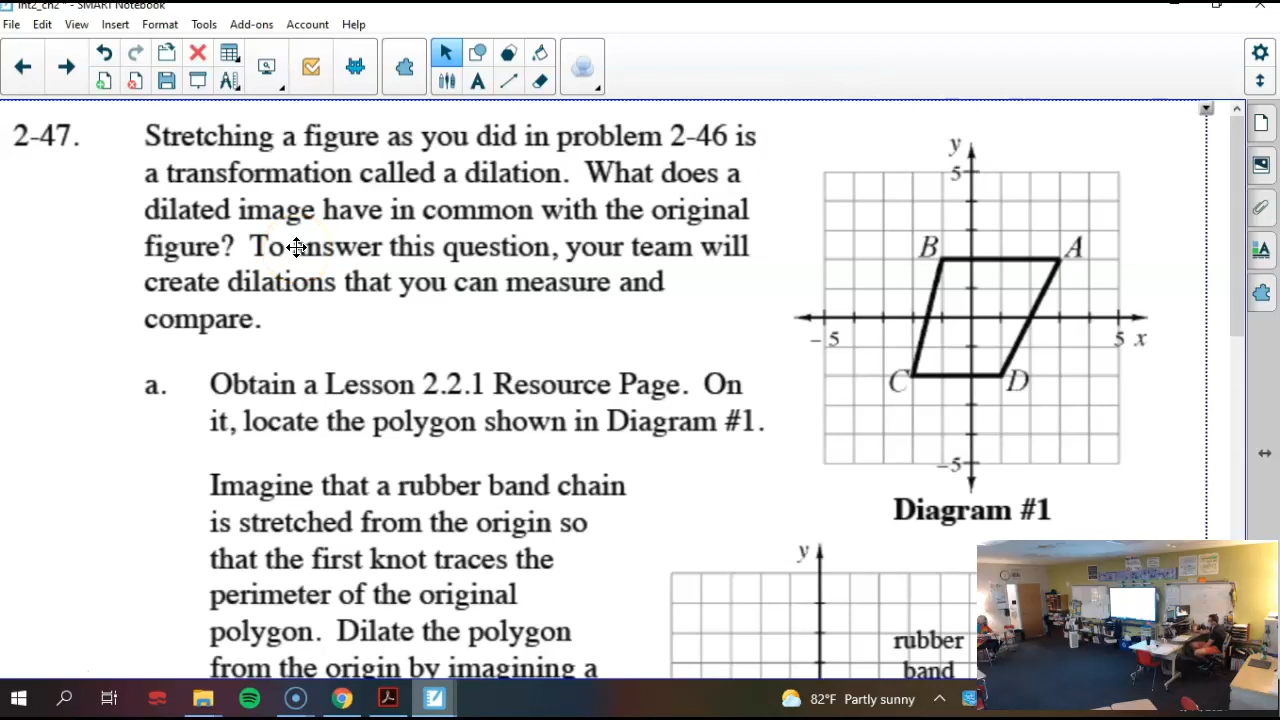 int2_ch2 * - SMART Notebook
File Edit View Insert Format Tools Add-ons Account Help
2-47. Stretching a figure as you did in problem 2-46 is
a transformation called a dilation. What does a
dilated image have in common with the original
figure? To answer this question, your team will
create dilations that you can measure and
compare.
a. Obtain a Lesson 2.2.1 Resource Page. On
it, locate the polygon shown in Diagram #1.
Imagine that a rubber band chain
is stretched from the origin so
that the first knot traces the
perimeter of the original
polygon. Dilate the polygon
from the origin by imagining a
y
5
B A
-5 5 x
C D
-5
Diagram #1
y
rubber
band
82°F Partly sunny